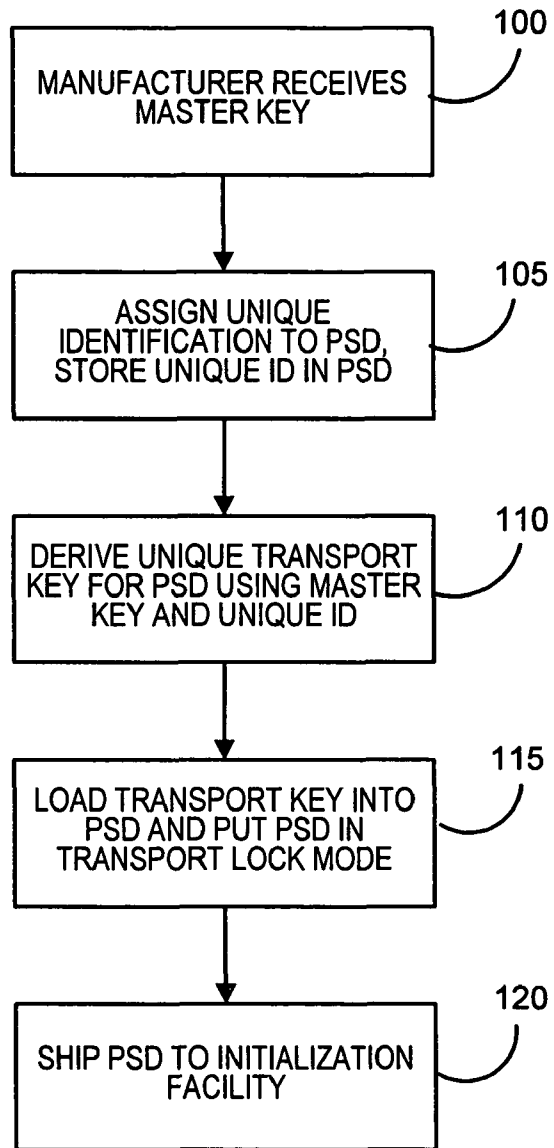 100
MANUFACTURER RECEIVES
MASTER KEY
105
ASSIGN UNIQUE
IDENTIFICATION TO PSD,
STORE UNIQUE ID IN PSD
110
DERIVE UNIQUE TRANSPORT
KEY FOR PSD USING MASTER
KEY AND UNIQUE ID
115
LOAD TRANSPORT KEY INTO
PSD AND PUT PSD IN
TRANSPORT LOCK MODE
120
SHIP PSD TO INITIALIZATION
FACILITY